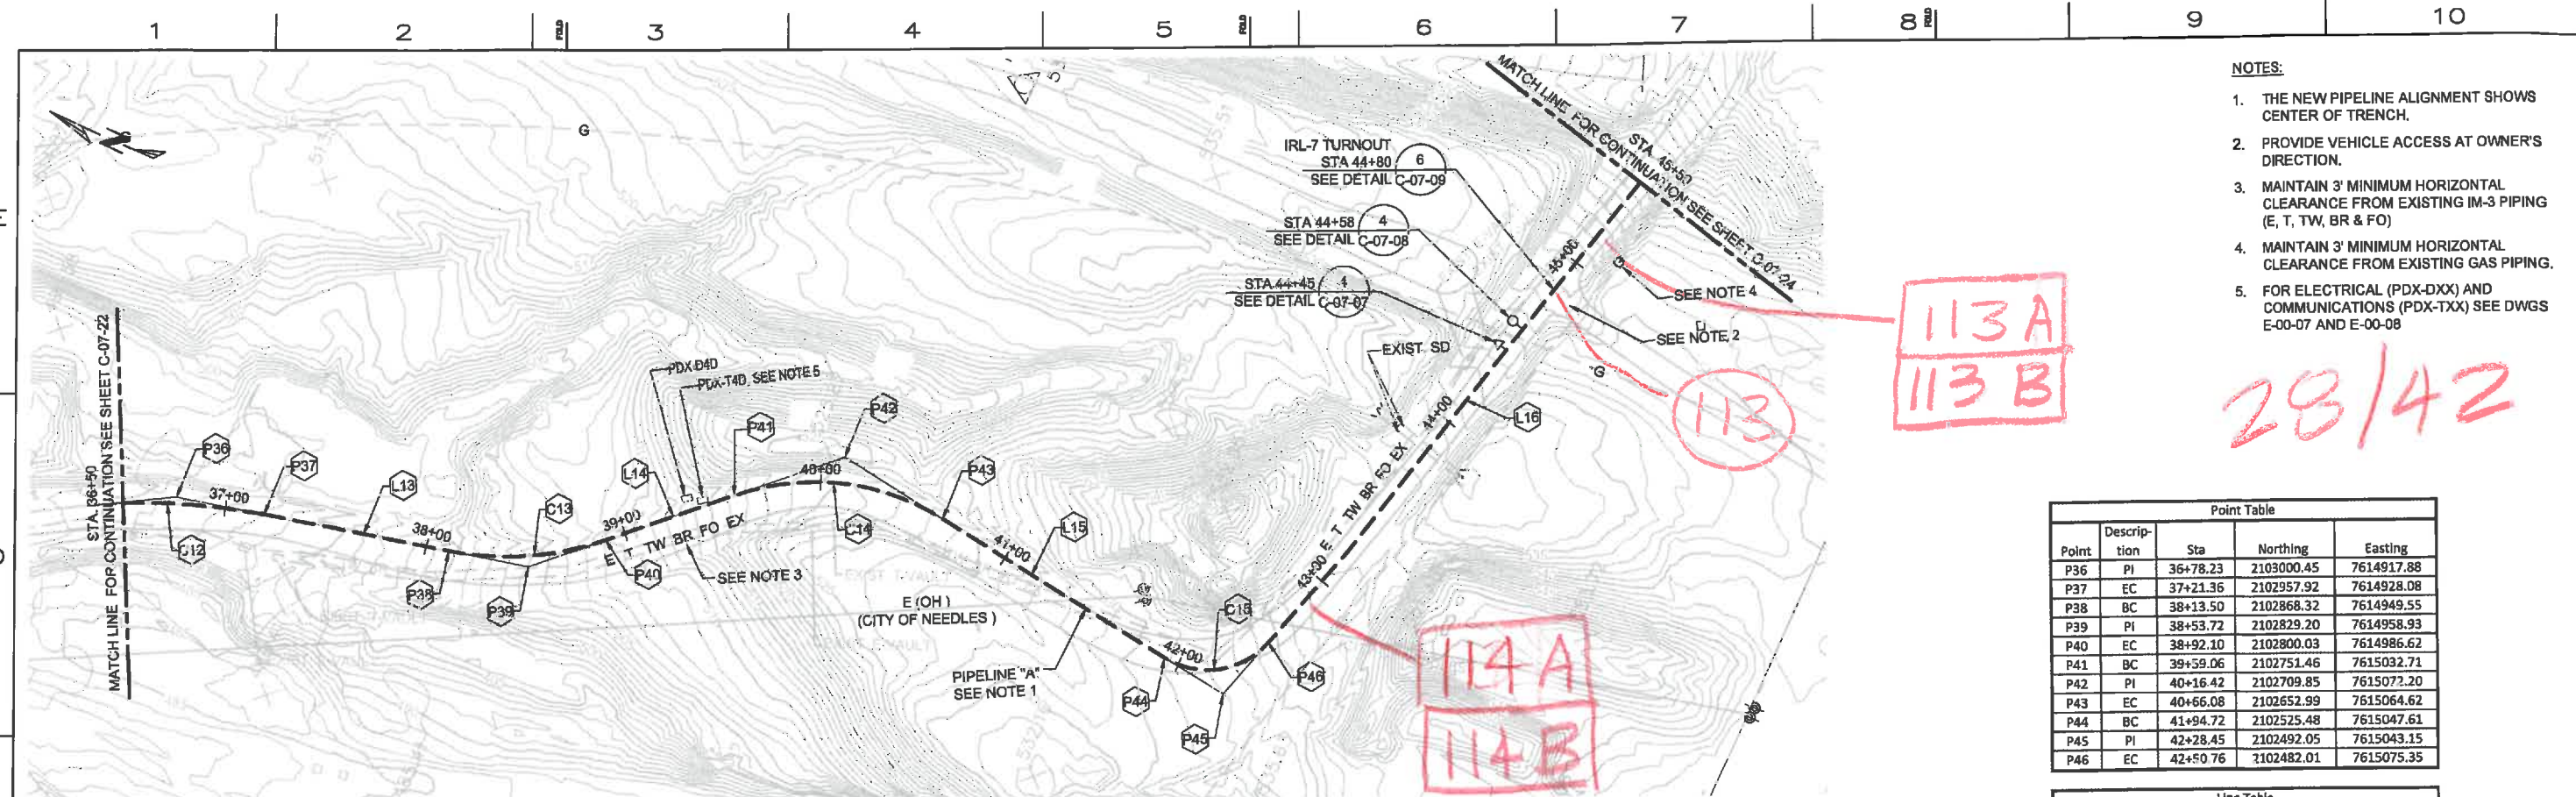 1 2 FOLD 3 4 5 FOLD 6 7 8 FOLD 9 10
E
NOTES:
1. THE NEW PIPELINE ALIGNMENT SHOWS
CENTER OF TRENCH.
2. PROVIDE VEHICLE ACCESS AT OWNER'S
DIRECTION.
3. MAINTAIN 3' MINIMUM HORIZONTAL
CLEARANCE FROM EXISTING IM-3 PIPING
(E, T, TW, BR & FO)
4. MAINTAIN 3' MINIMUM HORIZONTAL
CLEARANCE FROM EXISTING GAS PIPING.
5. FOR ELECTRICAL (PDX-DXX) AND
COMMUNICATIONS (PDX-TXX) SEE DWGS
E-00-07 AND E-00-08
28/42
G
MATCH LINE FOR CONTINUATION SEE SHEET C-07-24
STA. 45+50
IRL-7 TURNOUT
STA 44+80 6
SEE DETAIL C-07-09
STA 44+58 4
SEE DETAIL C-07-08
STA 44+45 4
SEE DETAIL C-07-07
45+00
SEE NOTE 4
SEE NOTE 2
113 A
113 B
113
G
EXIST SD
44+00
L16
STA. 36+50
MATCH LINE FOR CONTINUATION SEE SHEET C-07-22
PDX-D4D
PDX-T4D, SEE NOTE 5
P36
37+00
P37
L13
C12
38+00
C13
P38
P39
L14
39+00
P40
P41
E T TW BR FO EX
SEE NOTE 3
P42
40+00
C14
P43
41+00
L15
E (OH)
(CITY OF NEEDLES)
PIPELINE "A"
SEE NOTE 1
42+00
P44
P45
C15
P46
43+00
E T TW BR FO EX
114 A
114 B
Point Table
Point Descrip-tion Sta Northing Easting
P36 PI 36+78.23 2103000.45 7614917.88
P37 EC 37+21.36 2102957.92 7614928.08
P38 BC 38+13.50 2102868.32 7614949.55
P39 PI 38+53.72 2102829.20 7614958.93
P40 EC 38+92.10 2102800.03 7614986.62
P41 BC 39+59.06 2102751.46 7615032.71
P42 PI 40+16.42 2102709.85 7615072.20
P43 EC 40+66.08 2102652.99 7615064.62
P44 BC 41+94.72 2102525.48 7615047.61
P45 PI 42+28.45 2102492.05 7615043.15
P46 EC 42+50.76 2102482.01 7615075.35
Line Table